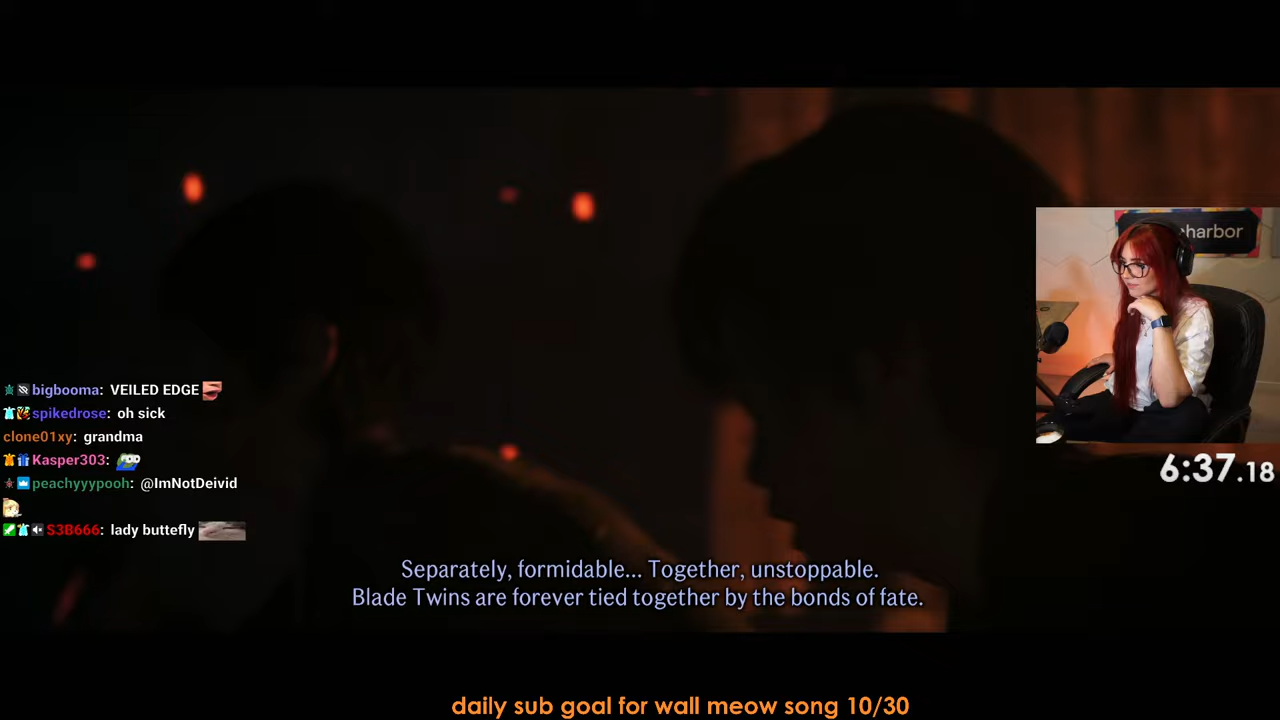 harbor
bigbooma: VEILED EDGE
spikedrose: oh sick
clone01xy: grandma
Kasper303:
peachyyypooh: @ImNotDeivid
S3B666: lady buttefly
6:37.18
Separately, formidable... Together, unstoppable.
Blade Twins are forever tied together by the bonds of fate.
daily sub goal for wall meow song 10/30